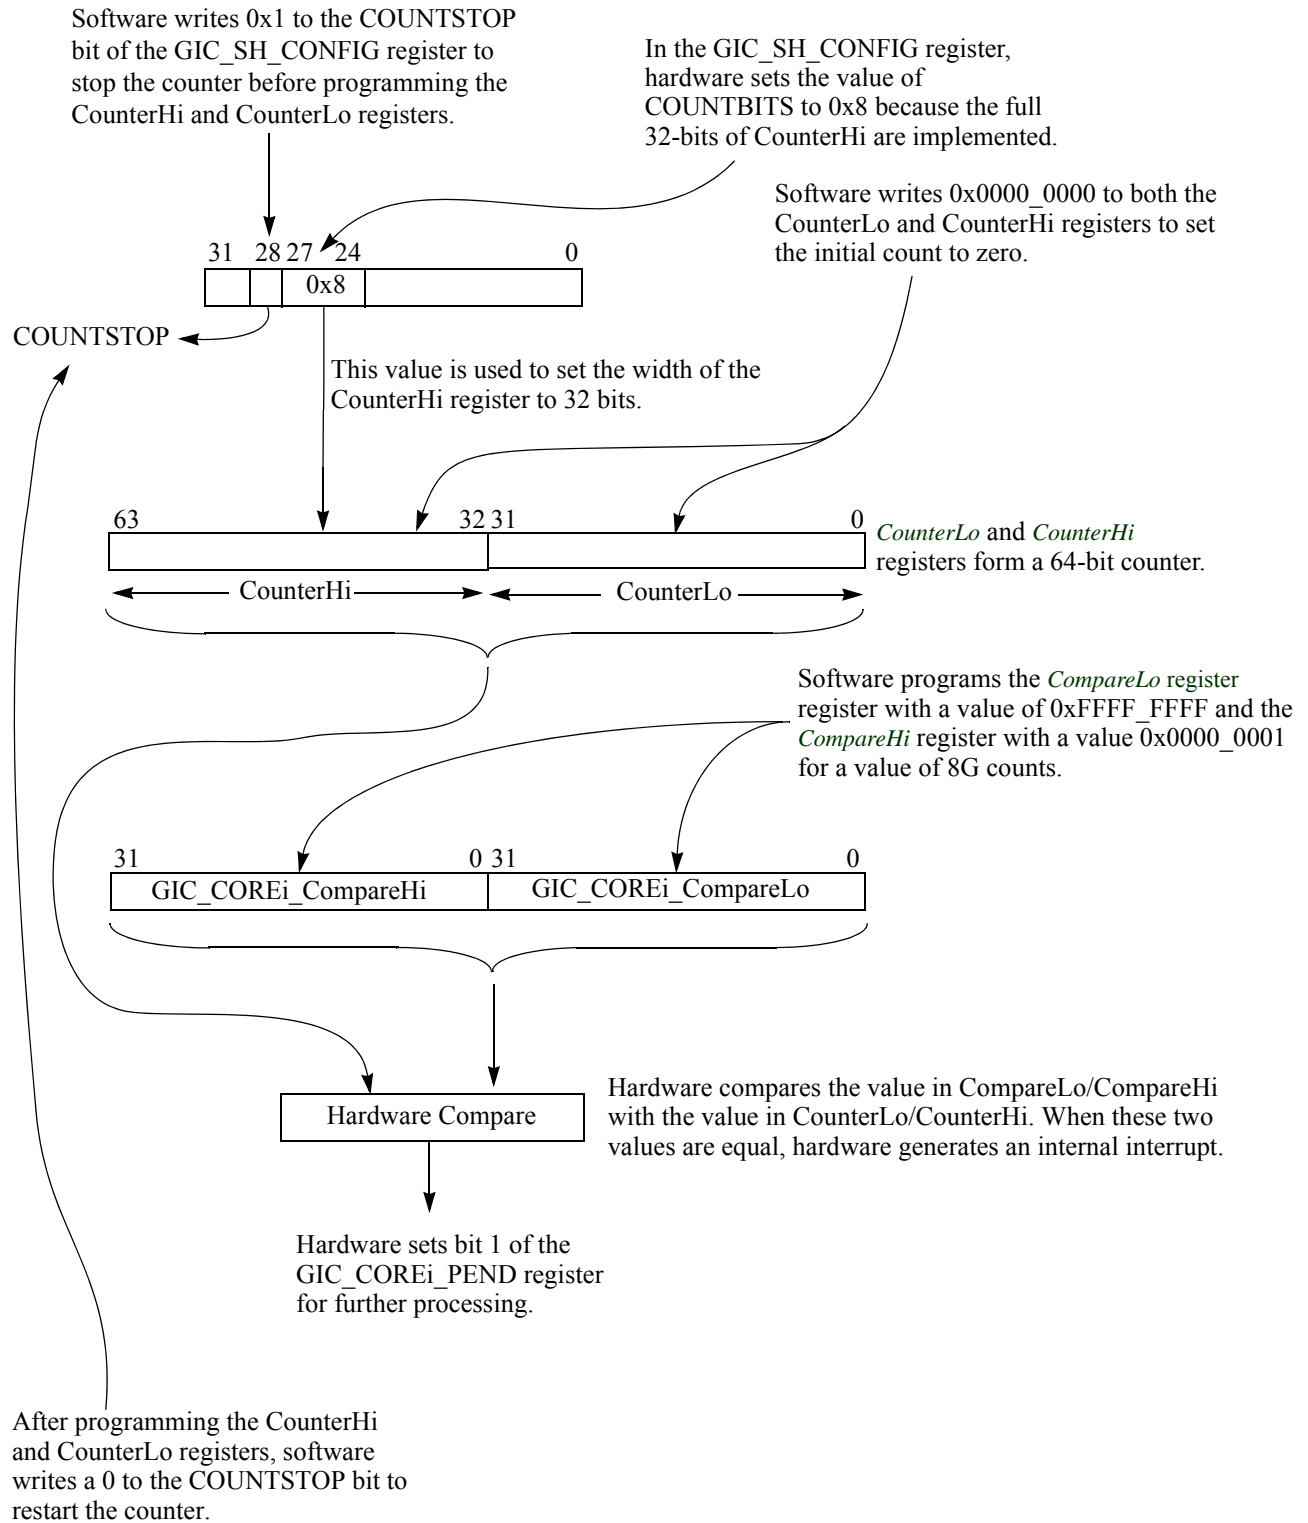 Software writes 0x1 to the COUNTSTOP
bit of the GIC_SH_CONFIG register to
stop the counter before programming the
CounterHi and CounterLo registers.
In the GIC_SH_CONFIG register,
hardware sets the value of
COUNTBITS to 0x8 because the full
32-bits of CounterHi are implemented.
Software writes 0x0000_0000 to both the
CounterLo and CounterHi registers to set
the initial count to zero.
31 28 27 24 0
0x8
COUNTSTOP
This value is used to set the width of the
CounterHi register to 32 bits.
63 32 31 0
CounterLo and CounterHi
registers form a 64-bit counter.
CounterHi CounterLo
Software programs the CompareLo register
register with a value of 0xFFFF_FFFF and the
CompareHi register with a value 0x0000_0001
for a value of 8G counts.
31 0 31 0
GIC_COREi_CompareHi GIC_COREi_CompareLo
Hardware Compare
Hardware compares the value in CompareLo/CompareHi
with the value in CounterLo/CounterHi. When these two
values are equal, hardware generates an internal interrupt.
Hardware sets bit 1 of the
GIC_COREi_PEND register
for further processing.
After programming the CounterHi
and CounterLo registers, software
writes a 0 to the COUNTSTOP bit to
restart the counter.